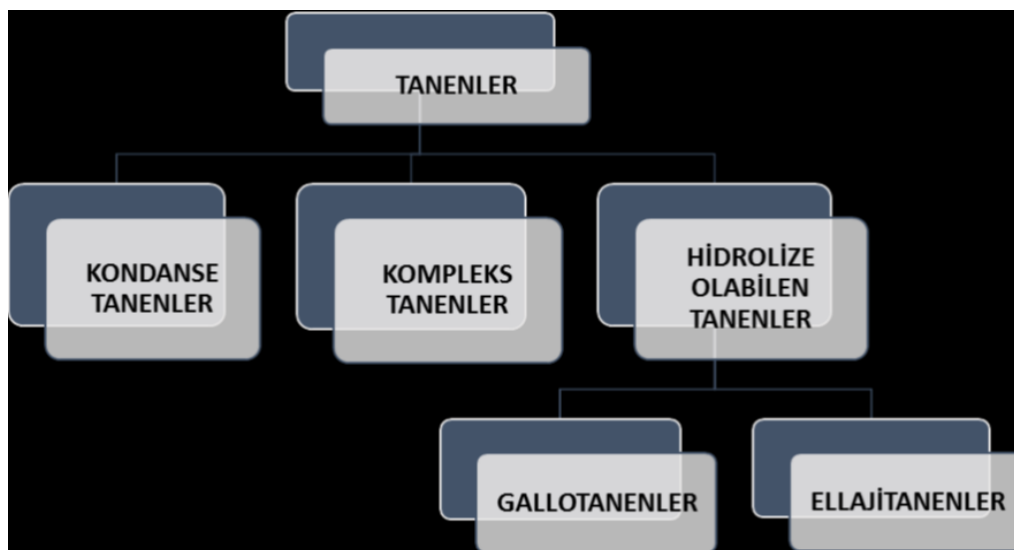 TANENLER
KONDANSE
TANENLER
KOMPLEKS
TANENLER
HİDROLİZE
OLABİLEN
TANENLER
GALLOTANENLER
ELLAJİTANENLER